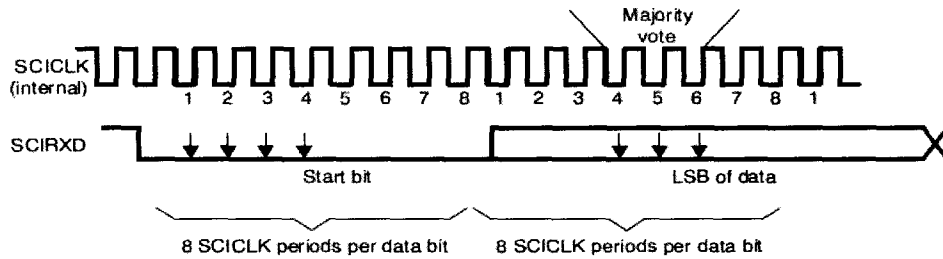 Majority
vote
SCICLK
(internal)
1 2 3 4 5 6 7 8 1 2 3 4 5 6 7 8 1
SCIRXD
Start bit
LSB of data
8 SCICLK periods per data bit
8 SCICLK periods per data bit